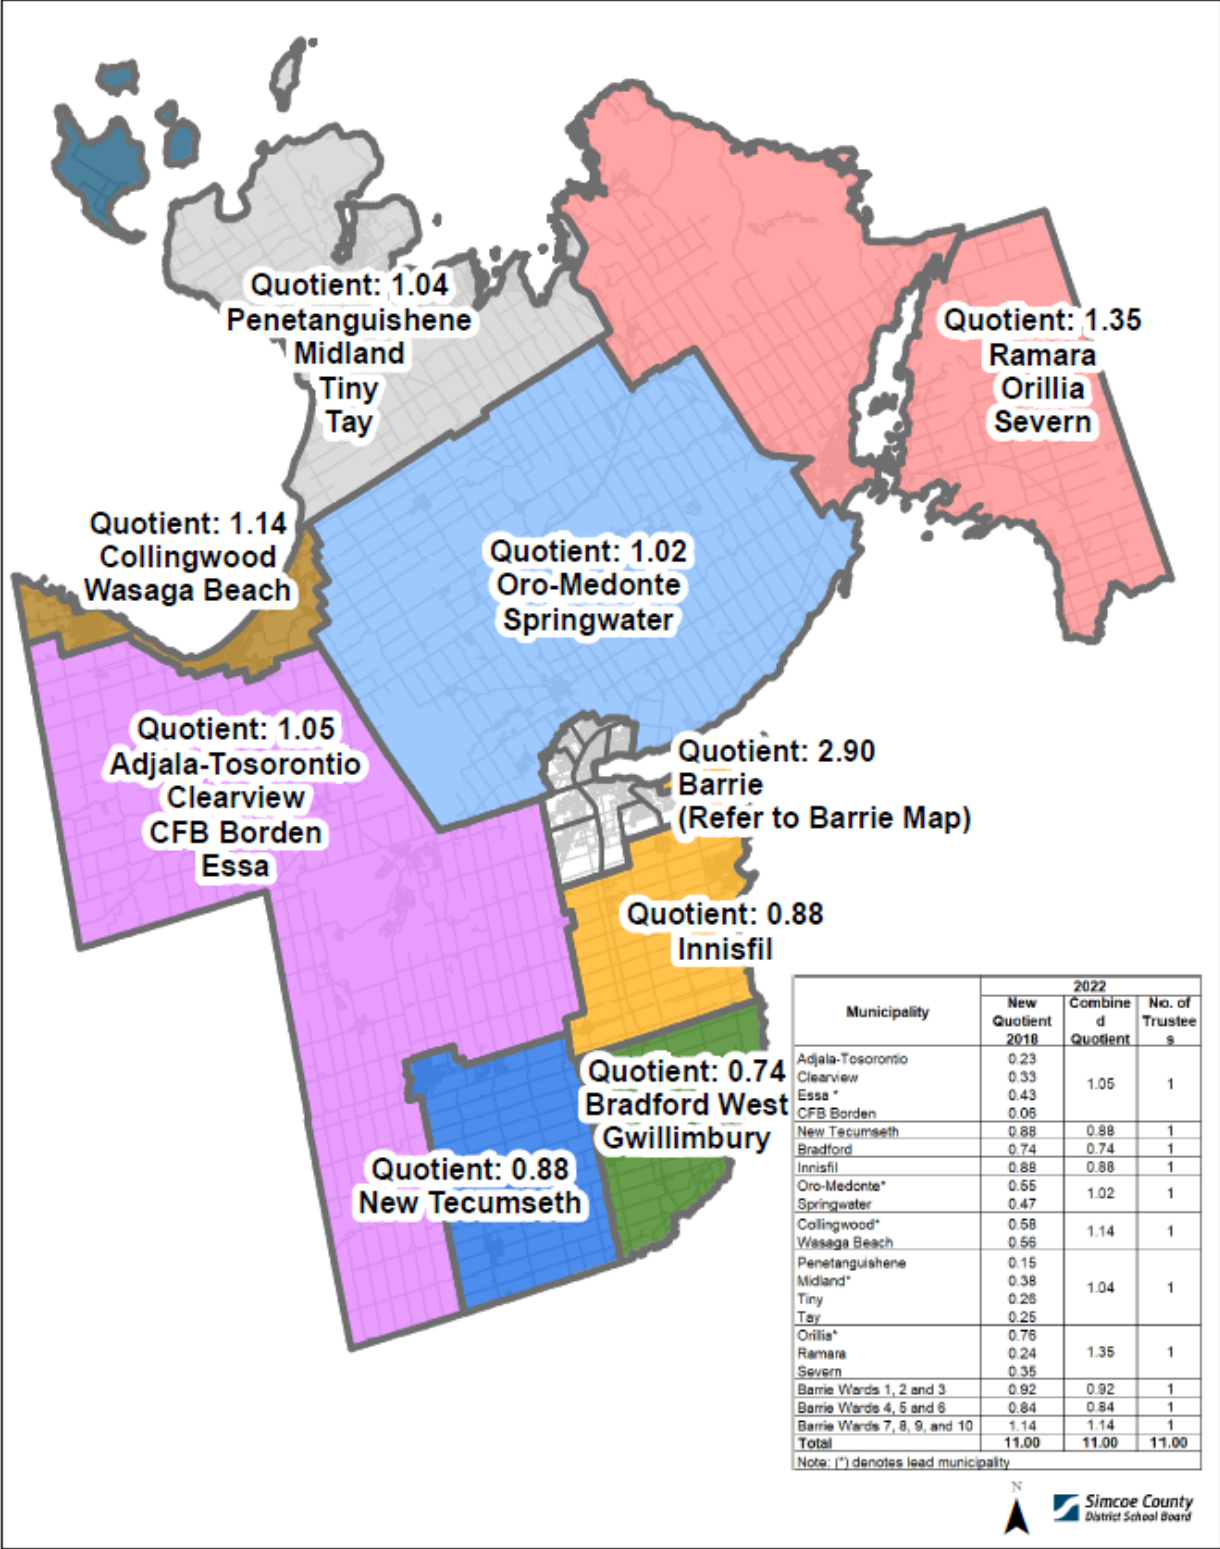 Quotient: 1.04
Penetanguishene
Midland
Tiny
Tay
Quotient: 1.35
Ramara
Orillia
Severn
Quotient: 1.14
Collingwood
Wasaga Beach
Quotient: 1.02
Oro-Medonte
Springwater
Quotient: 1.05
Adjala-Tosorontio
Clearview
CFB Borden
Essa
Quotient: 2.90
Barrie
(Refer to Barrie Map)
Quotient: 0.88
Innisfil
Quotient: 0.74
Bradford West
Gwillimbury
Quotient: 0.88
New Tecumseth
2022
Municipality
New
Quotient
2018
Combine
d
Quotient
No. of
Trustee
s
Adjala-Tosorontio 0.23
Clearview 0.33
Essa * 0.43
CFB Borden 0.06
1.05 1
New Tecumseth 0.88 0.88 1
Bradford 0.74 0.74 1
Innisfil 0.88 0.88 1
Oro-Medonte* 0.55
Springwater 0.47
1.02 1
Collingwood* 0.58
Wasaga Beach 0.56
1.14 1
Penetanguishene 0.15
Midland* 0.38
Tiny 0.26
Tay 0.25
1.04 1
Orillia* 0.76
Ramara 0.24
Severn 0.35
1.35 1
Barrie Wards 1, 2 and 3 0.92 0.92 1
Barrie Wards 4, 5 and 6 0.84 0.84 1
Barrie Wards 7, 8, 9, and 10 1.14 1.14 1
Total 11.00 11.00 11.00
Note: (*) denotes lead municipality
N
Simcoe County
District School Board